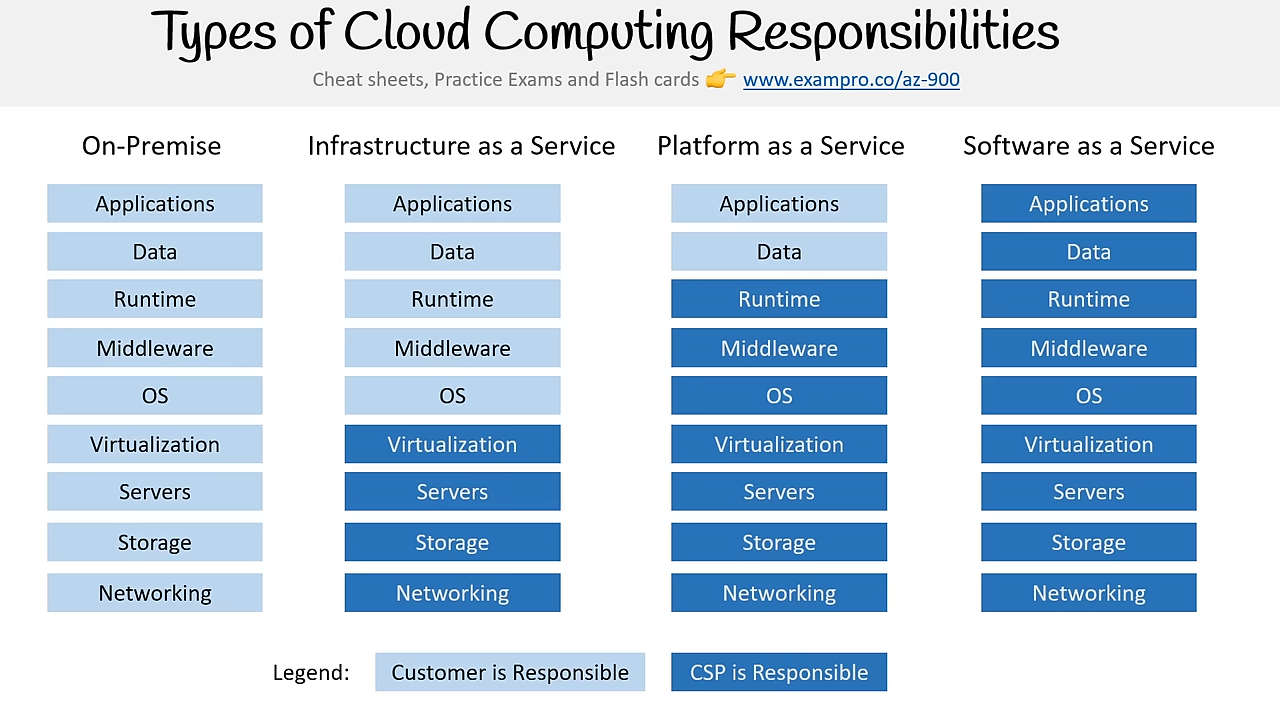 Types of Cloud Computing Responsibilities
Cheat sheets, Practice Exams and Flash cards 👉 www.exampro.co/az-900
On-Premise
Applications
Data
Runtime
Middleware
OS
Virtualization
Servers
Storage
Networking
Infrastructure as a Service
Applications
Data
Runtime
Middleware
OS
Virtualization
Servers
Storage
Networking
Platform as a Service
Applications
Data
Runtime
Middleware
OS
Virtualization
Servers
Storage
Networking
Software as a Service
Applications
Data
Runtime
Middleware
OS
Virtualization
Servers
Storage
Networking
Legend: Customer is Responsible CSP is Responsible